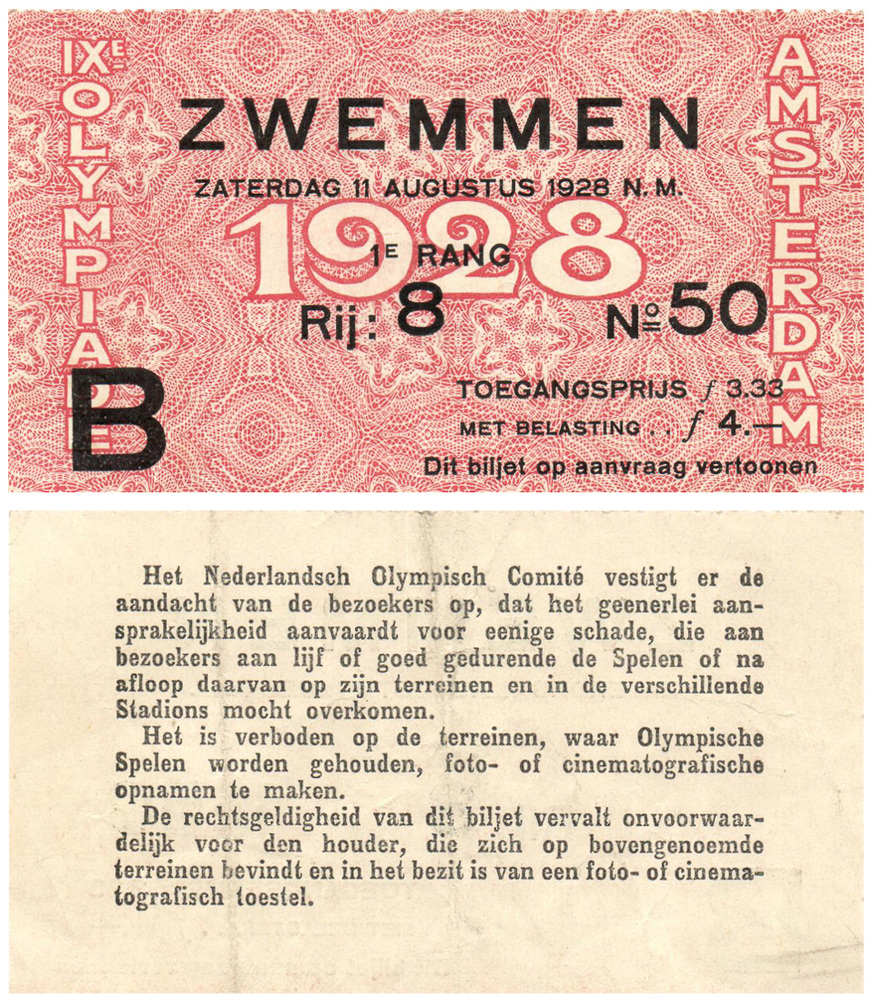 IXE OLYMPIADE
ZWEMMEN
ZATERDAG 11 AUGUSTUS 1928 N.M.
1928
1E RANG
Rij: 8 No 50
B
TOEGANGSPRIJS ƒ 3.33
MET BELASTING . . ƒ 4.—
Dit biljet op aanvraag vertoonen
AMSTERDAM
Het Nederlandsch Olympisch Comité vestigt er de
aandacht van de bezoekers op, dat het geenerlei aan-
sprakelijkheid aanvaardt voor eenige schade, die aan
bezoekers aan lijf of goed gedurende de Spelen of na
afloop daarvan op zijn terreinen en in de verschillende
Stadions mocht overkomen.
Het is verboden op de terreinen, waar Olympische
Spelen worden gehouden, foto- of cinematografische
opnamen te maken.
De rechtsgeldigheid van dit biljet vervalt onvoorwaar-
delijk voor den houder, die zich op bovengenoemde
terreinen bevindt en in het bezit is van een foto- of cinema-
tografisch toestel.